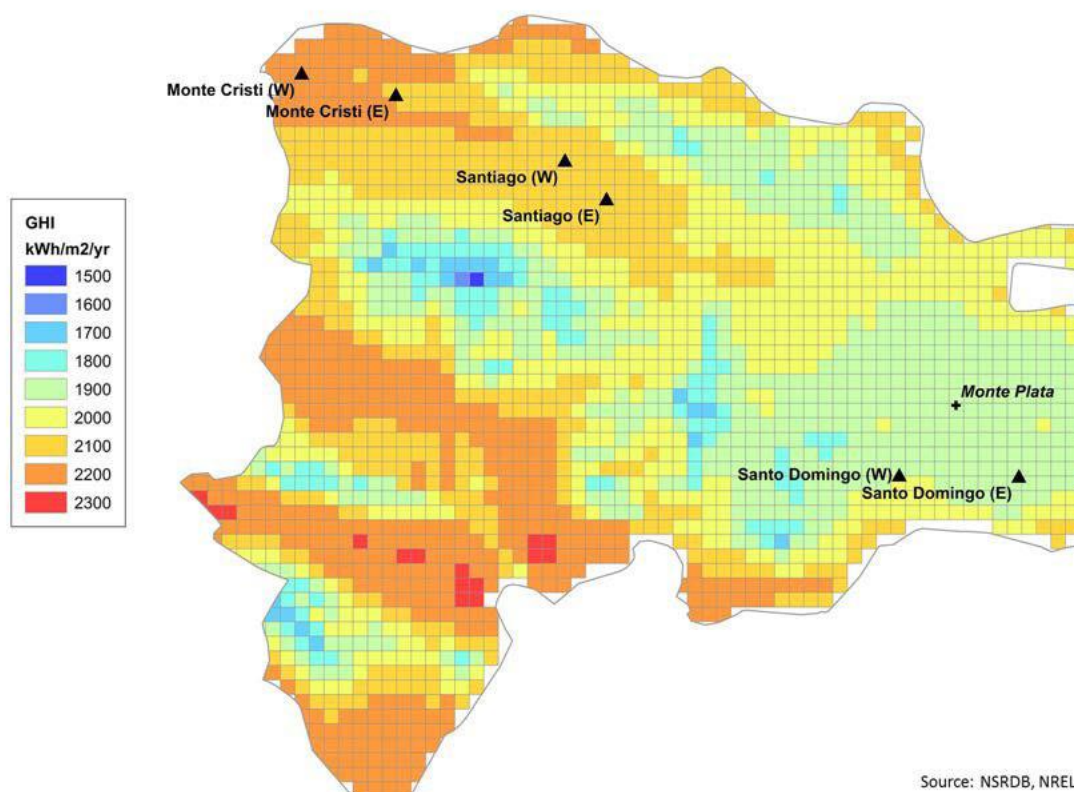 Monte Cristi (W)
Monte Cristi (E)
Santiago (W)
Santiago (E)
GHI
kWh/m2/yr
1500
1600
1700
1800
1900
2000
2100
2200
2300
Monte Plata
Santo Domingo (W)
Santo Domingo (E)
Source: NSRDB, NREL